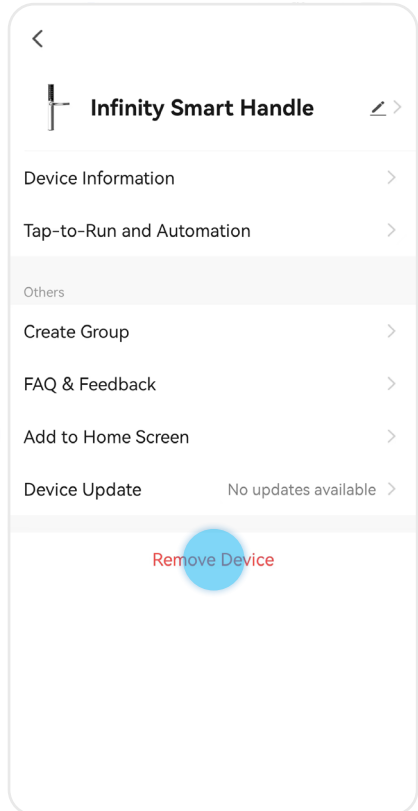 Infinity Smart Handle
Device Information
Tap-to-Run and Automation
Others
Create Group
FAQ & Feedback
Add to Home Screen
Device Update No updates available
Remove Device